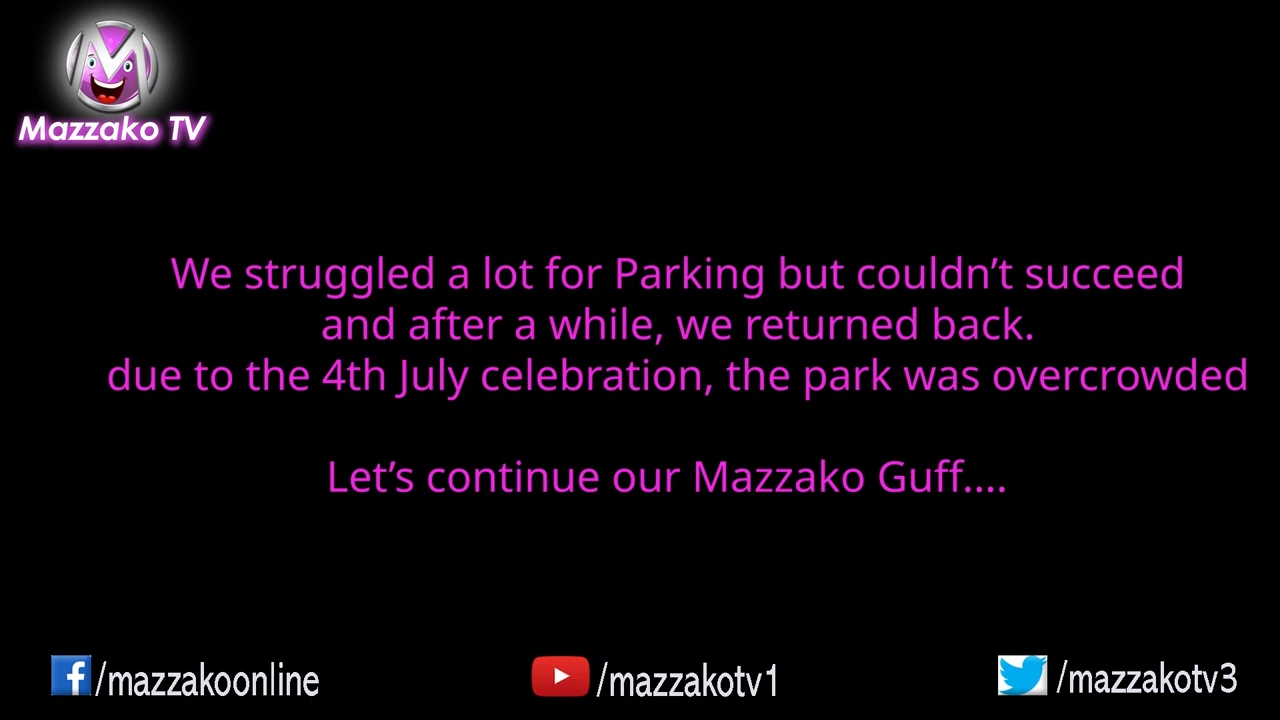 Mazzako TV
We struggled a lot for Parking but couldn’t succeed
and after a while, we returned back.
due to the 4th July celebration, the park was overcrowded
Let’s continue our Mazzako Guff....
/mazzakoonline
/mazzakotv1
/mazzakotv3